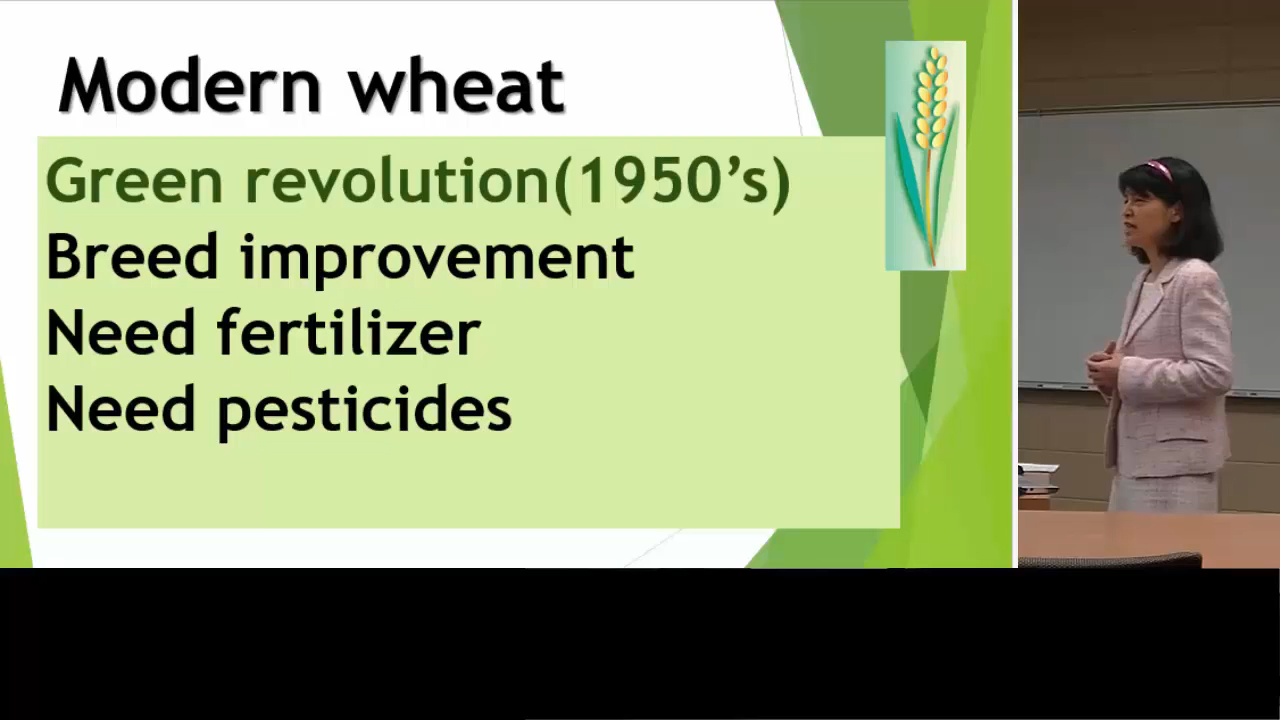 Modern wheat
Green revolution(1950’s)
Breed improvement
Need fertilizer
Need pesticides